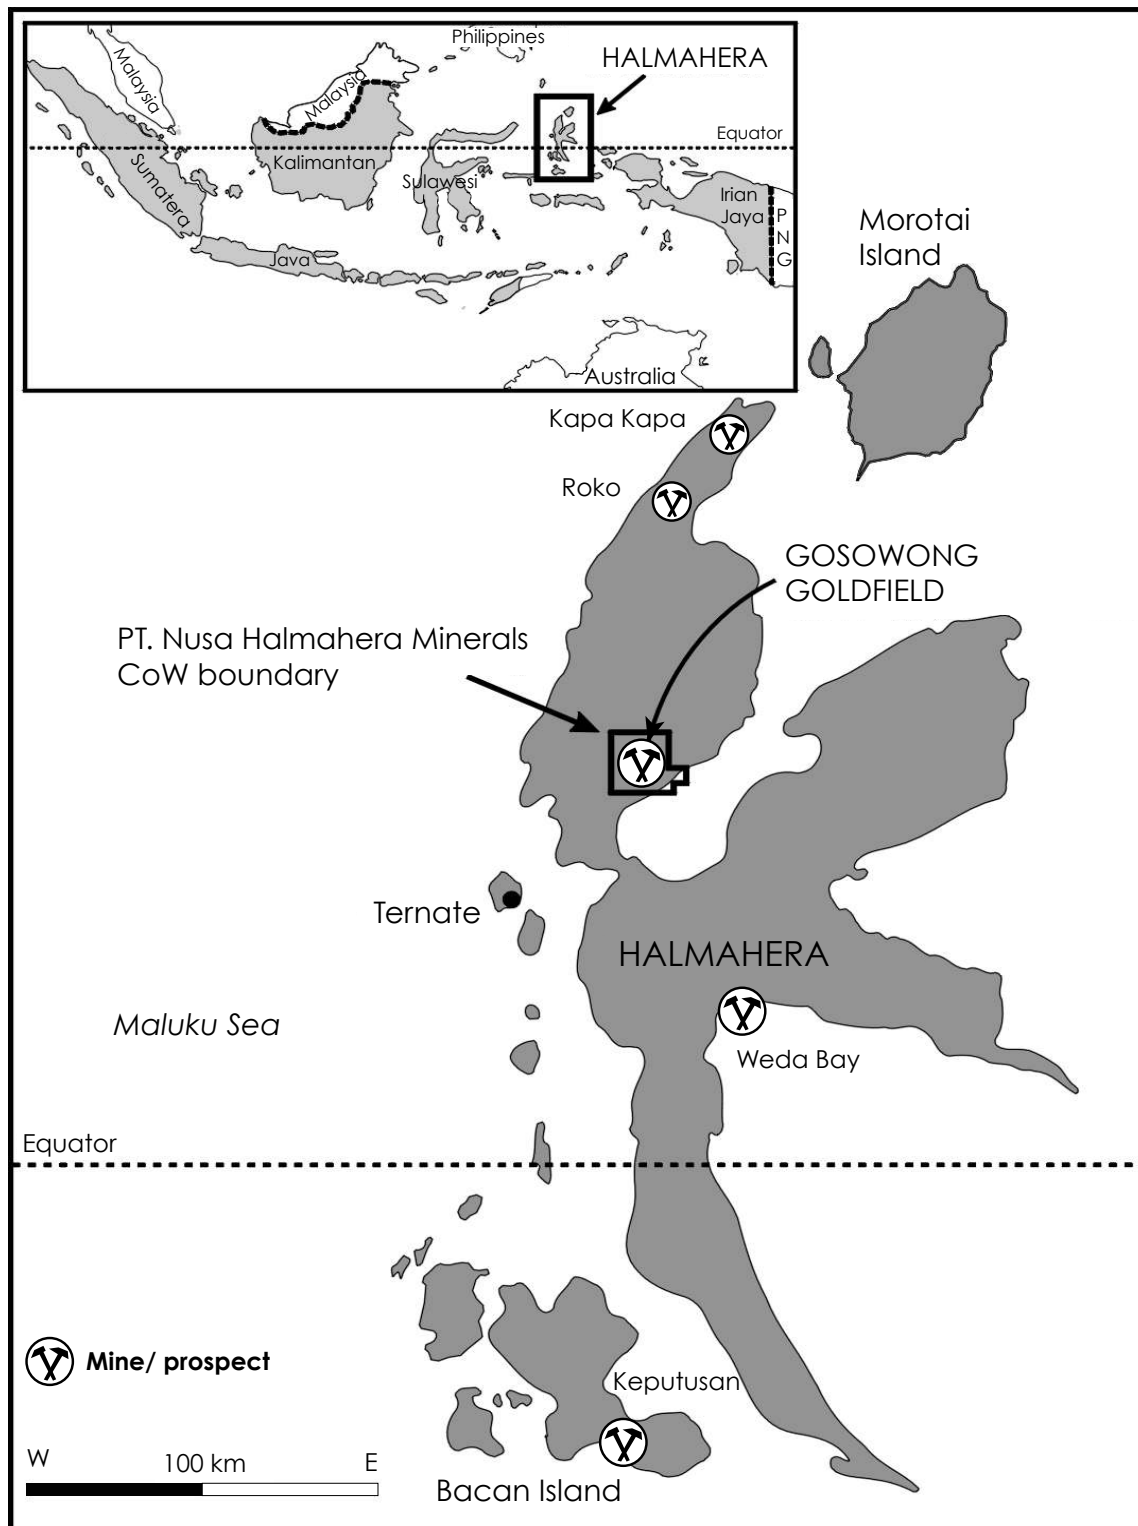 Philippines
HALMAHERA
Malaysia
Malaysia
Equator
Kalimantan
Sumatera
Sulawesi
Irian
Jaya
PNG
Java
Australia
Morotai
Island
Kapa Kapa
Roko
GOSOWONG
GOLDFIELD
PT. Nusa Halmahera Minerals
CoW boundary
Ternate
HALMAHERA
Maluku Sea
Weda Bay
Equator
Mine/ prospect
Keputusan
W 100 km E
Bacan Island